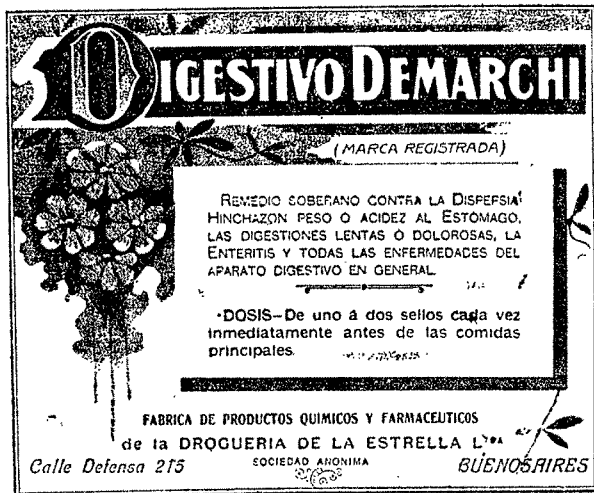 DIGESTIVO DEMARCHI
(MARCA REGISTRADA)
REMEDIO SOBERANO CONTRA LA DISPEPSIA
HINCHAZON PESO Ó ACIDEZ AL ESTÓMAGO,
LAS DIGESTIONES LENTAS Ó DOLOROSAS, LA
ENTERITIS Y TODAS LAS ENFERMEDADES DEL
APARATO DIGESTIVO EN GENERAL
DOSIS–De uno á dos sellos cada vez
inmediatamente antes de las comidas
principales.
FABRICA DE PRODUCTOS QUIMICOS Y FARMACEUTICOS
de la DROGUERIA DE LA ESTRELLA
SOCIEDAD ANONIMA
Calle Defensa 215 BUENOS AIRES